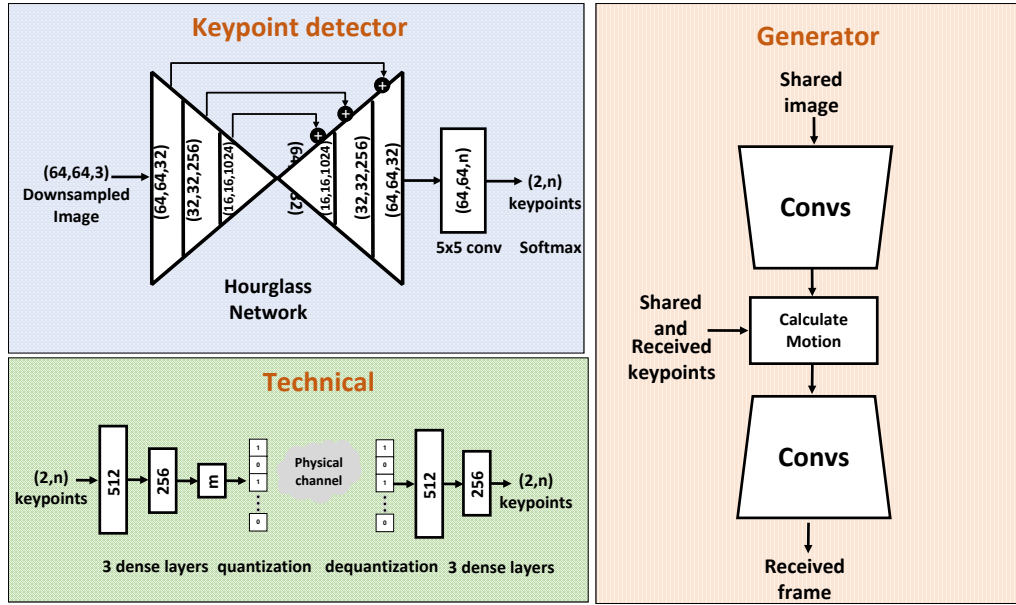 Keypoint detector
(64,64,3)
Downsampled
Image
(64,64,32)
(32,32,256)
(16,16,1024)
(16,16,1024)
(32,32,256)
(64,64,32)
(64,64,n)
(2,n)
keypoints
5x5 conv
Softmax
Hourglass
Network
Technical
(2,n)
keypoints
512
256
m
1
0
1
0
Physical
channel
1
0
1
0
512
256
(2,n)
keypoints
3 dense layers
quantization
dequantization
3 dense layers
Generator
Shared
image
Convs
Shared
and
Received
keypoints
Calculate
Motion
Convs
Received
frame